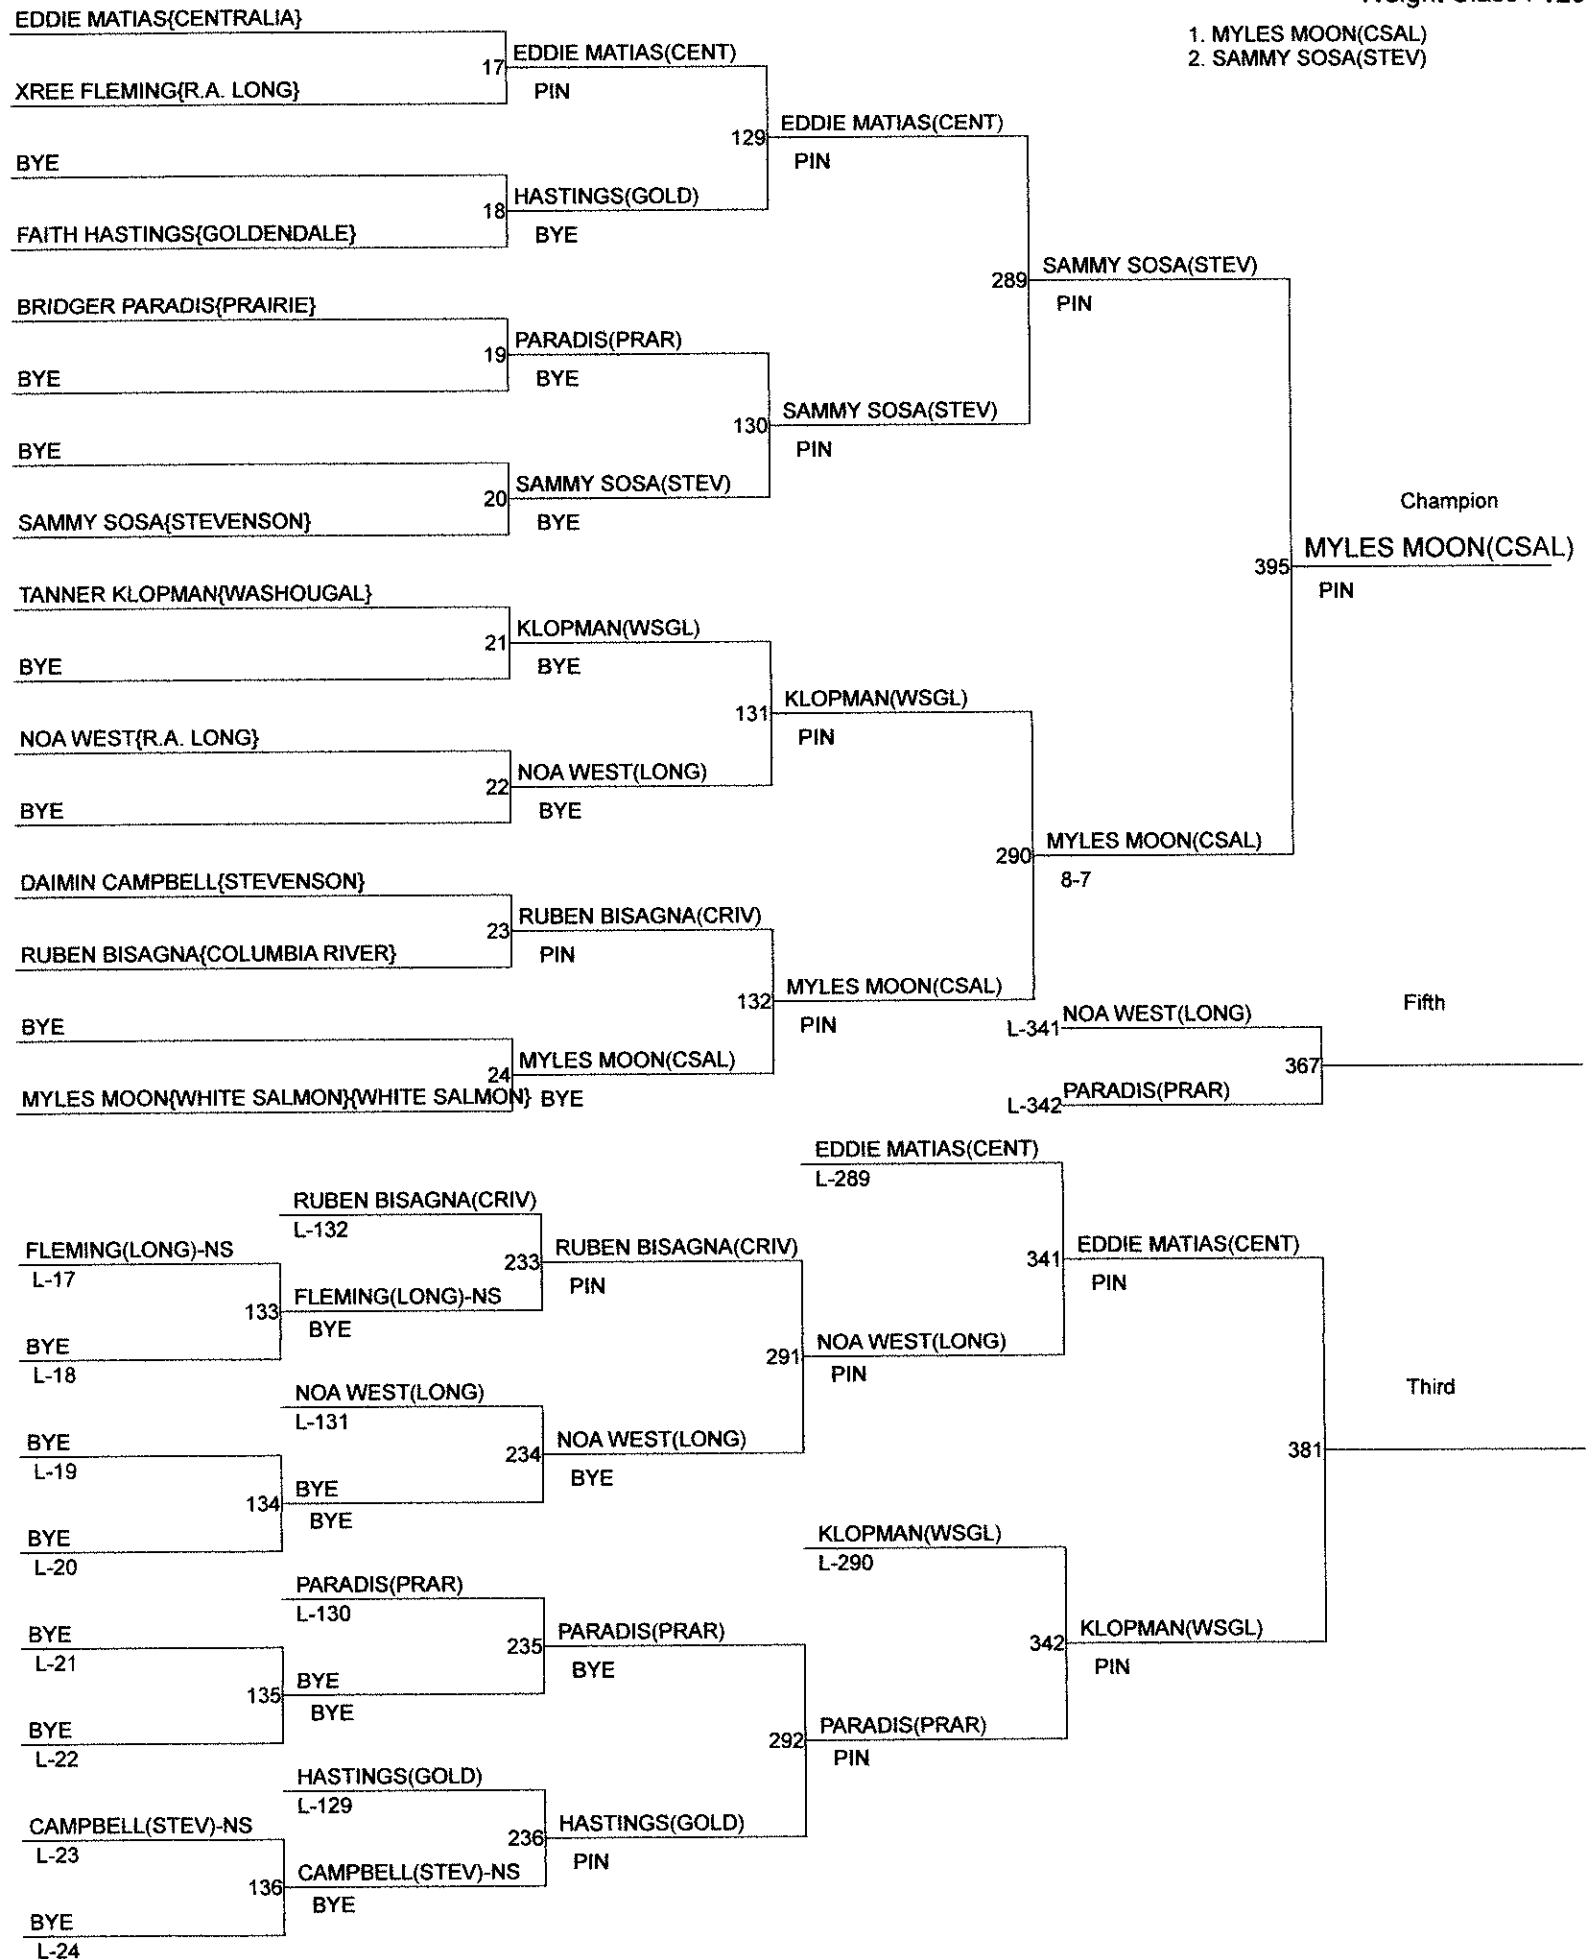 1. MYLES MOON(CSAL)
2. SAMMY SOSA(STEV)
EDDIE MATIAS{CENTRALIA}
17
EDDIE MATIAS(CENT)
PIN
XREE FLEMING{R.A. LONG}
129
EDDIE MATIAS(CENT)
PIN
BYE
18
HASTINGS(GOLD)
BYE
FAITH HASTINGS{GOLDENDALE}
289
SAMMY SOSA(STEV)
PIN
BRIDGER PARADIS{PRAIRIE}
19
PARADIS(PRAR)
BYE
BYE
130
SAMMY SOSA(STEV)
PIN
BYE
20
SAMMY SOSA(STEV)
BYE
SAMMY SOSA{STEVENSON}
Champion
395
MYLES MOON(CSAL)
PIN
TANNER KLOPMAN{WASHOUGAL}
21
KLOPMAN(WSGL)
BYE
BYE
131
KLOPMAN(WSGL)
PIN
NOA WEST{R.A. LONG}
22
NOA WEST(LONG)
BYE
BYE
290
MYLES MOON(CSAL)
8-7
DAIMIN CAMPBELL{STEVENSON}
23
RUBEN BISAGNA(CRIV)
PIN
RUBEN BISAGNA{COLUMBIA RIVER}
132
MYLES MOON(CSAL)
PIN
BYE
24
MYLES MOON(CSAL)
BYE
MYLES MOON{WHITE SALMON}{WHITE SALMON}
Fifth
L-341
NOA WEST(LONG)
367
L-342
PARADIS(PRAR)
EDDIE MATIAS(CENT)
L-289
RUBEN BISAGNA(CRIV)
L-132
FLEMING(LONG)-NS
L-17
233
RUBEN BISAGNA(CRIV)
PIN
341
EDDIE MATIAS(CENT)
PIN
133
FLEMING(LONG)-NS
BYE
BYE
L-18
291
NOA WEST(LONG)
PIN
NOA WEST(LONG)
L-131
Third
BYE
L-19
234
NOA WEST(LONG)
BYE
381
134
BYE
BYE
BYE
L-20
KLOPMAN(WSGL)
L-290
PARADIS(PRAR)
L-130
BYE
L-21
235
PARADIS(PRAR)
BYE
342
KLOPMAN(WSGL)
PIN
135
BYE
BYE
BYE
L-22
292
PARADIS(PRAR)
PIN
HASTINGS(GOLD)
L-129
CAMPBELL(STEV)-NS
L-23
236
HASTINGS(GOLD)
PIN
136
CAMPBELL(STEV)-NS
BYE
BYE
L-24